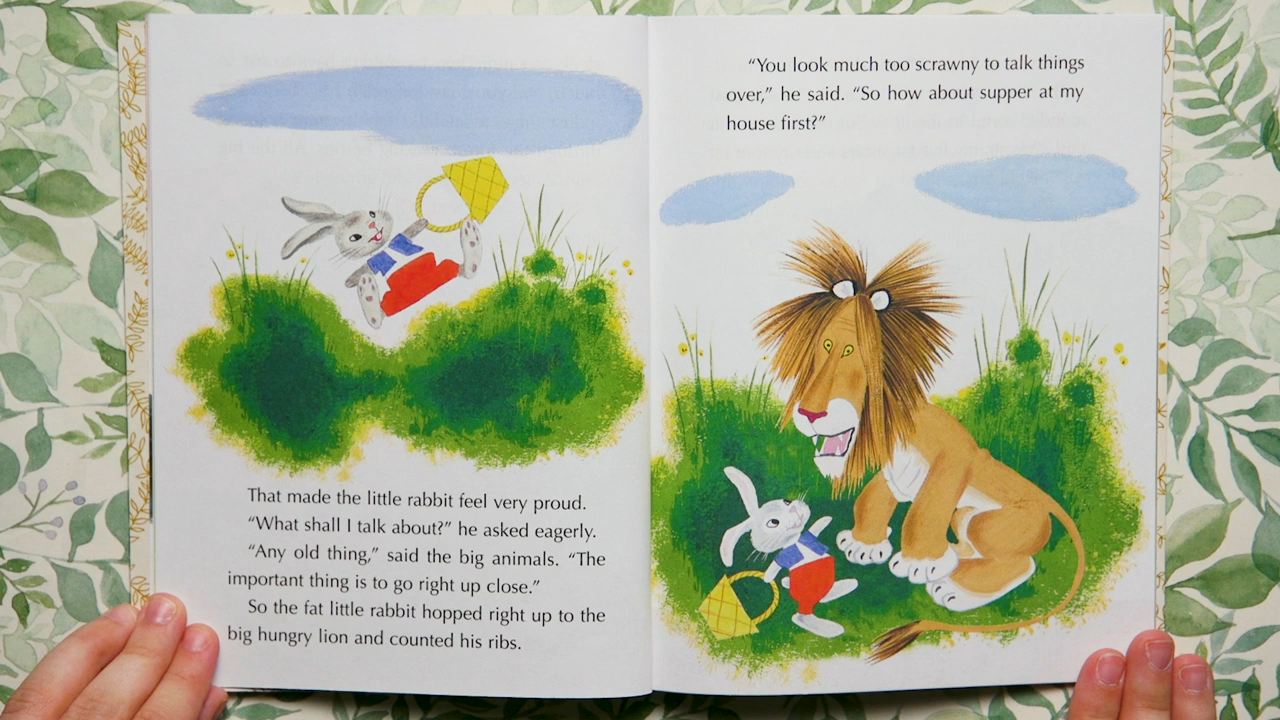 That made the little rabbit feel very proud.
“What shall I talk about?” he asked eagerly.
“Any old thing,” said the big animals. “The
important thing is to go right up close.”
So the fat little rabbit hopped right up to the
big hungry lion and counted his ribs.
“You look much too scrawny to talk things
over,” he said. “So how about supper at my
house first?”